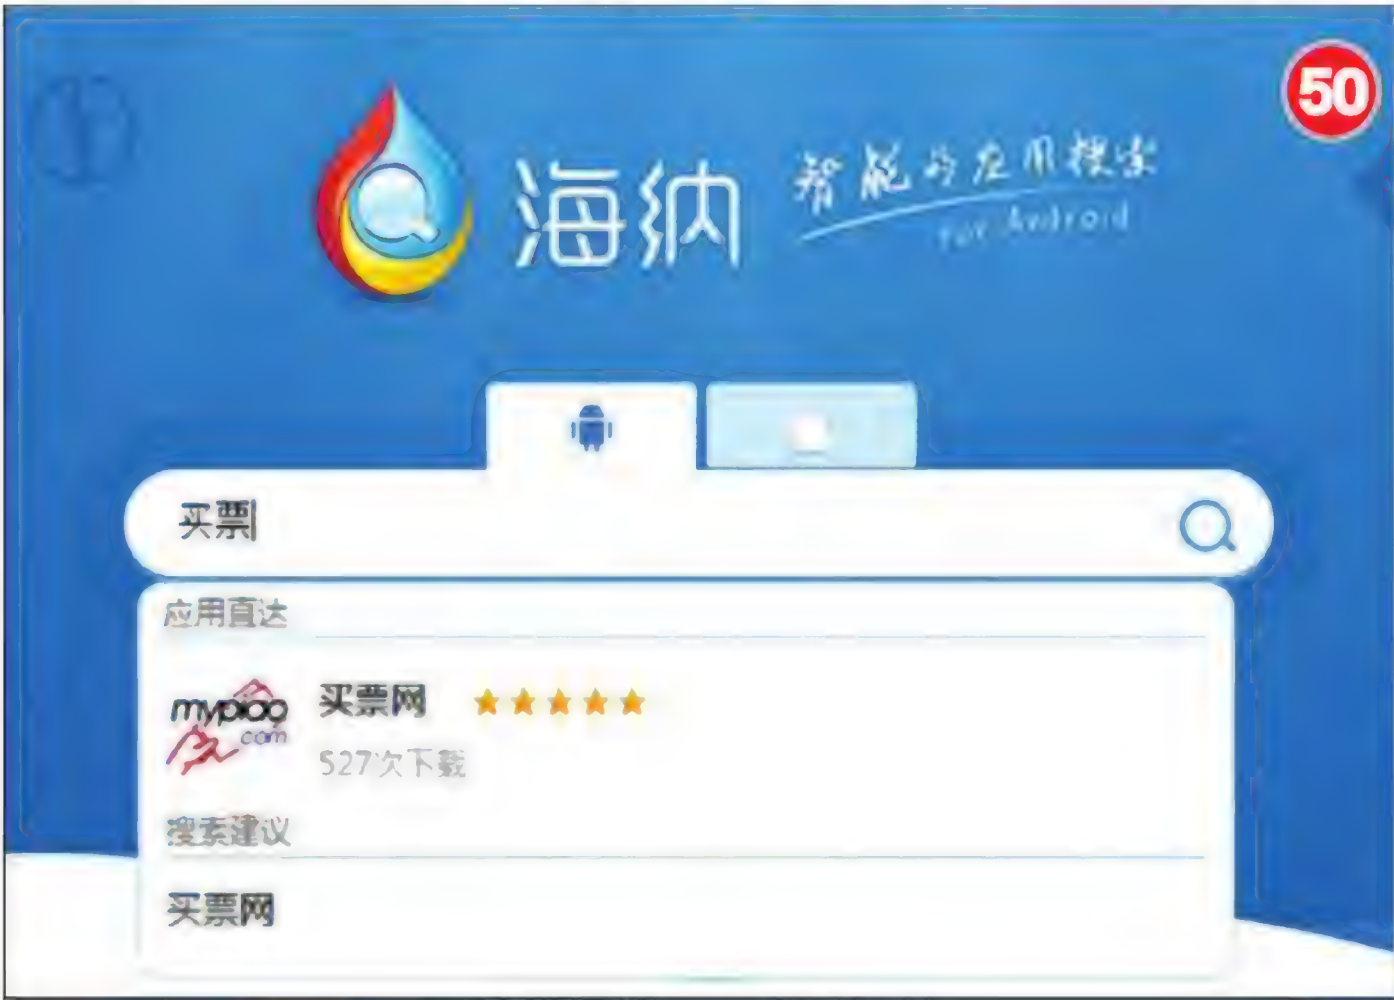 50
海纳
智能的应用搜索
For Android
买票
应用直达
mypiao
.com
买票网
527次下载
搜索建议
买票网